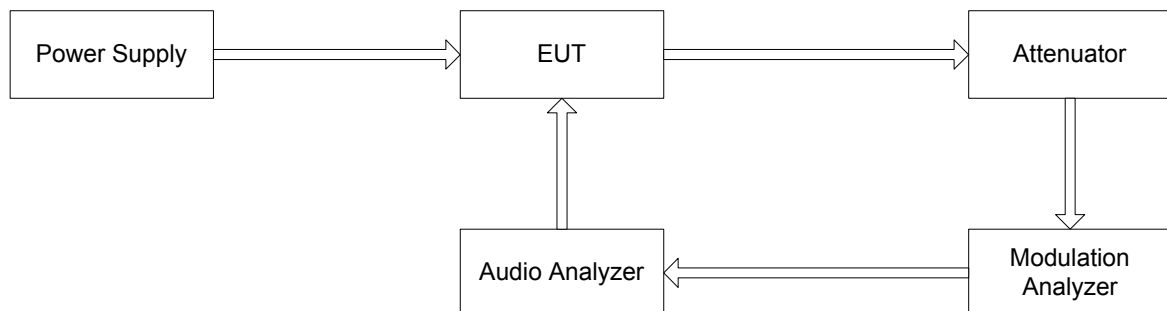 Power Supply
EUT
Attenuator
Audio Analyzer
Modulation
Analyzer